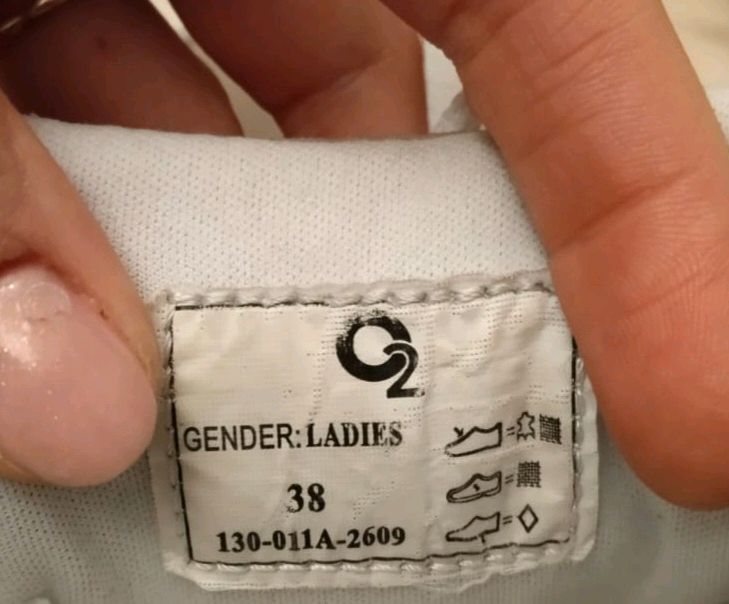 O2
GENDER: LADIES
38
130-011A-2609